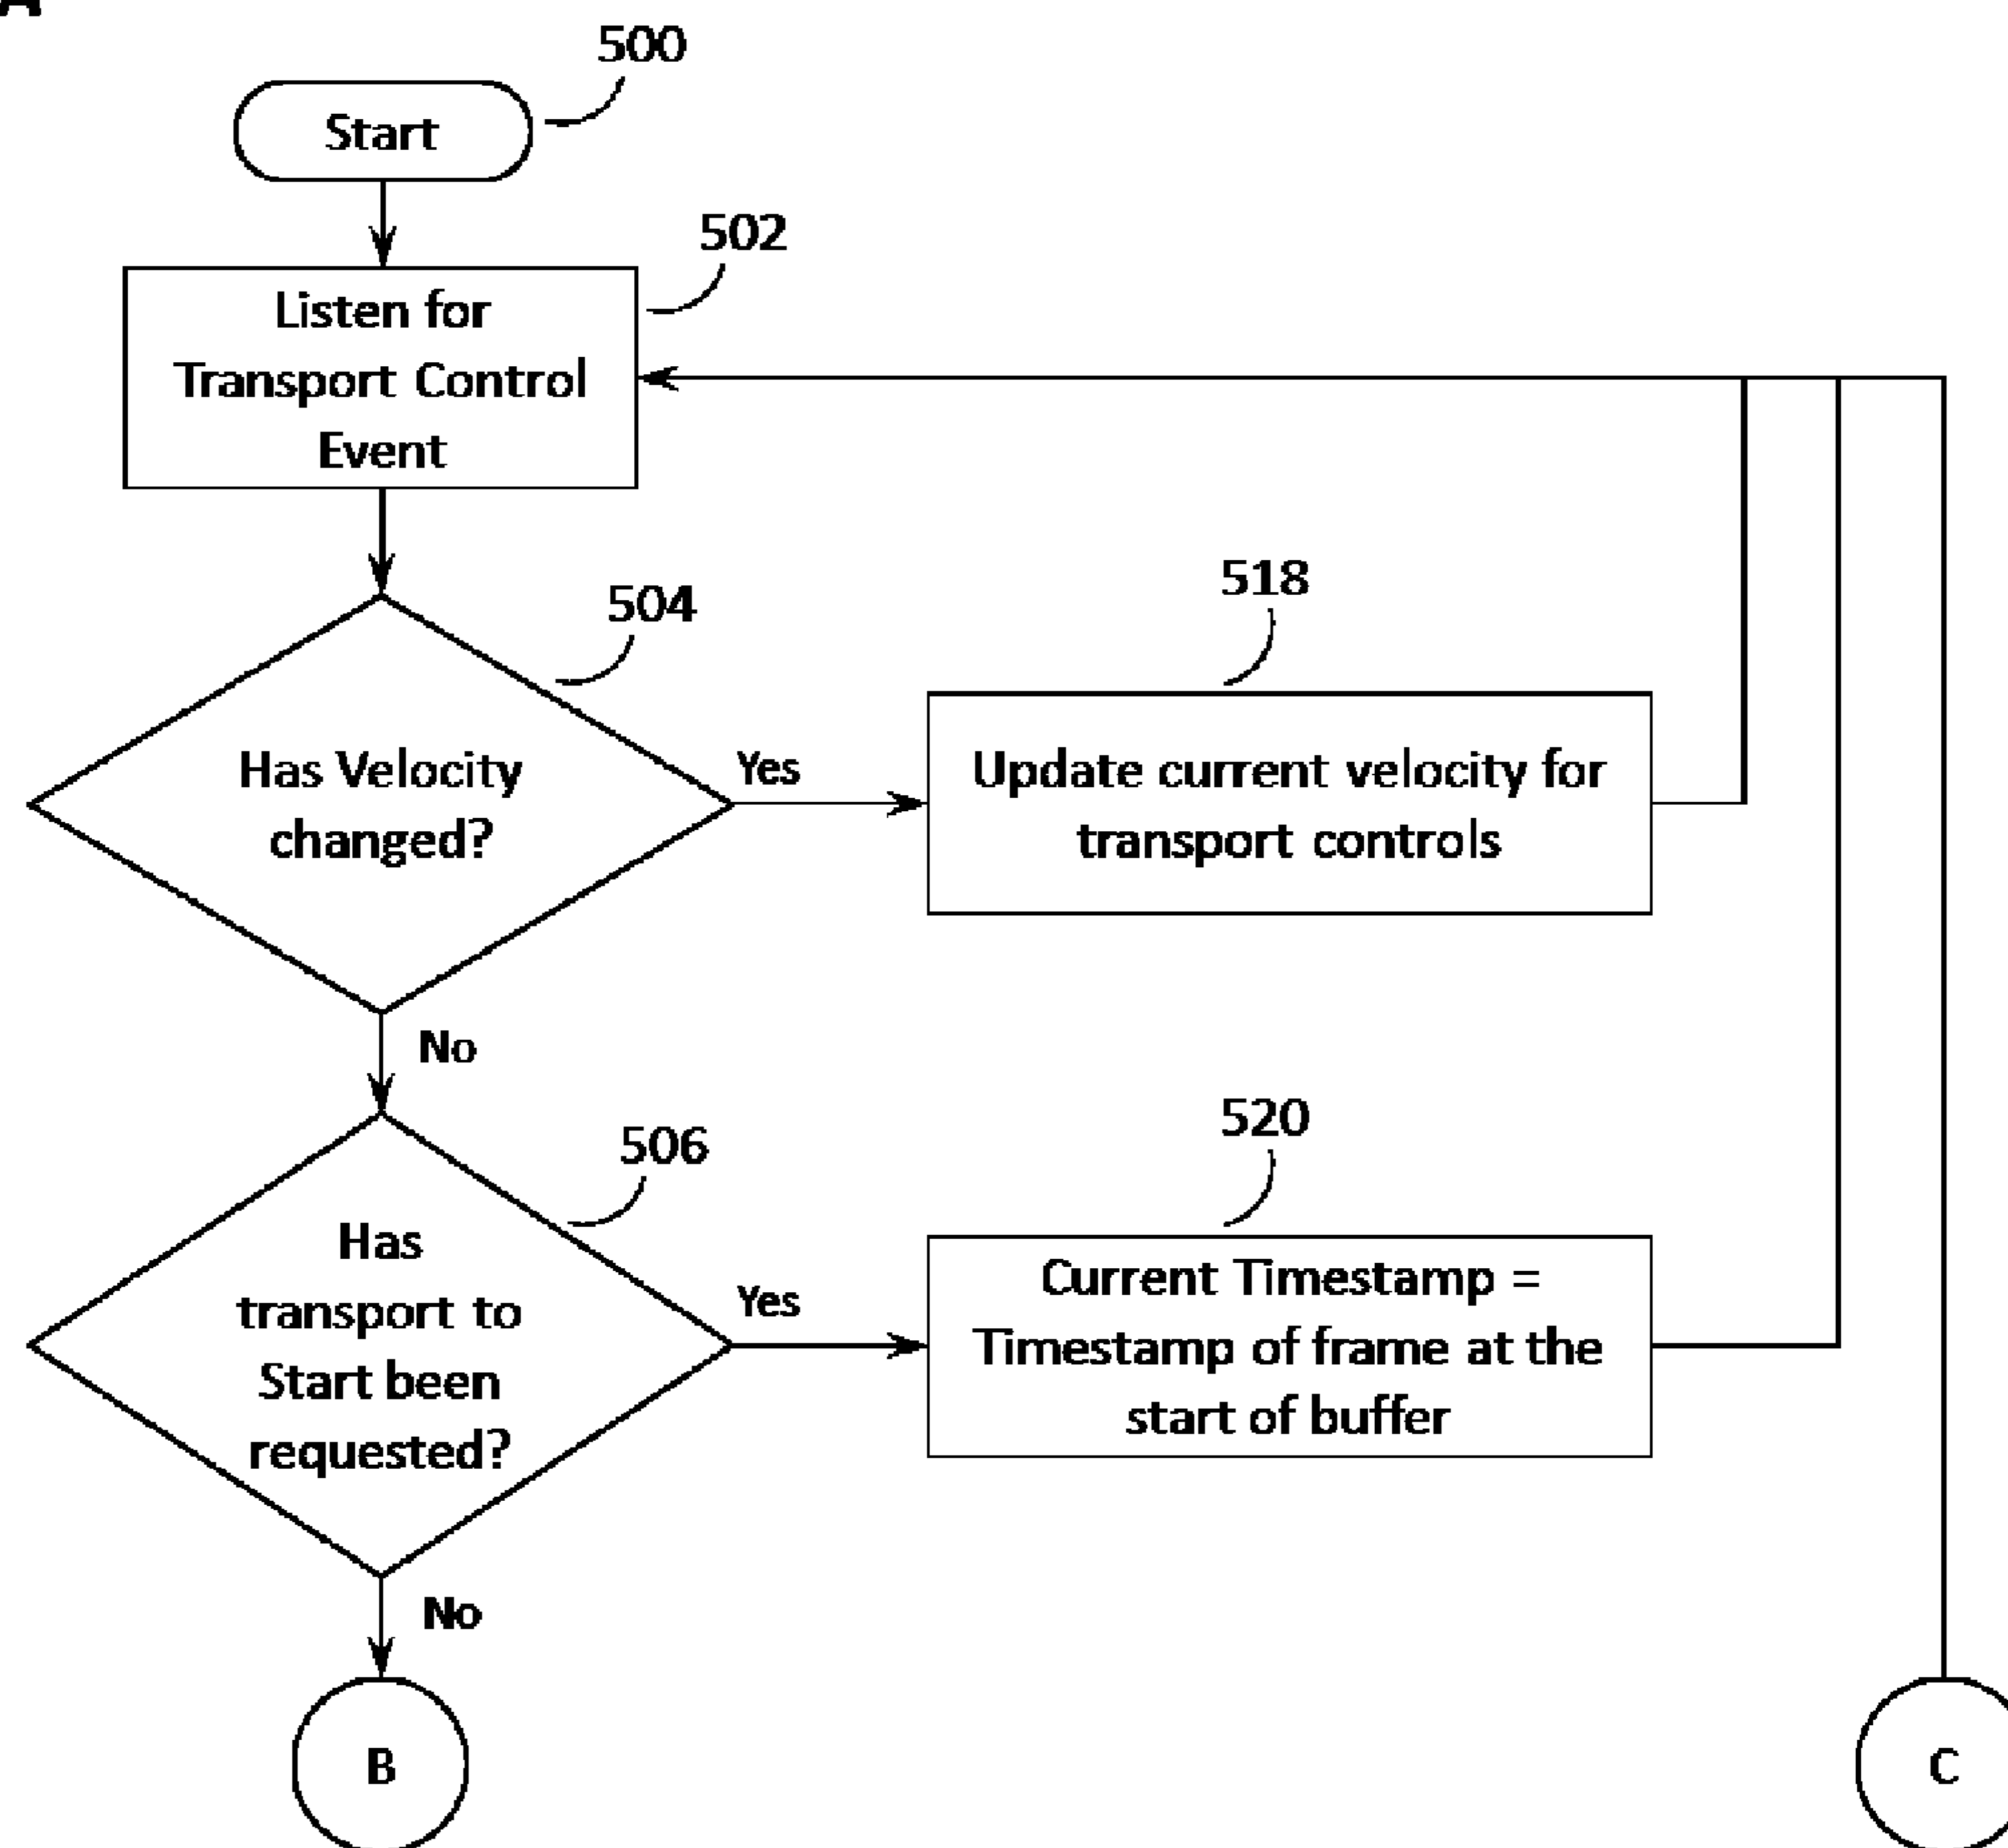 500
Start
502
Listen for
Transport Control
Event
504
Has Velocity
changed?
Yes
518
Update current velocity for
transport controls
No
506
Has
transport to
Start been
requested?
Yes
520
Current Timestamp =
Timestamp of frame at the
start of buffer
No
B
C